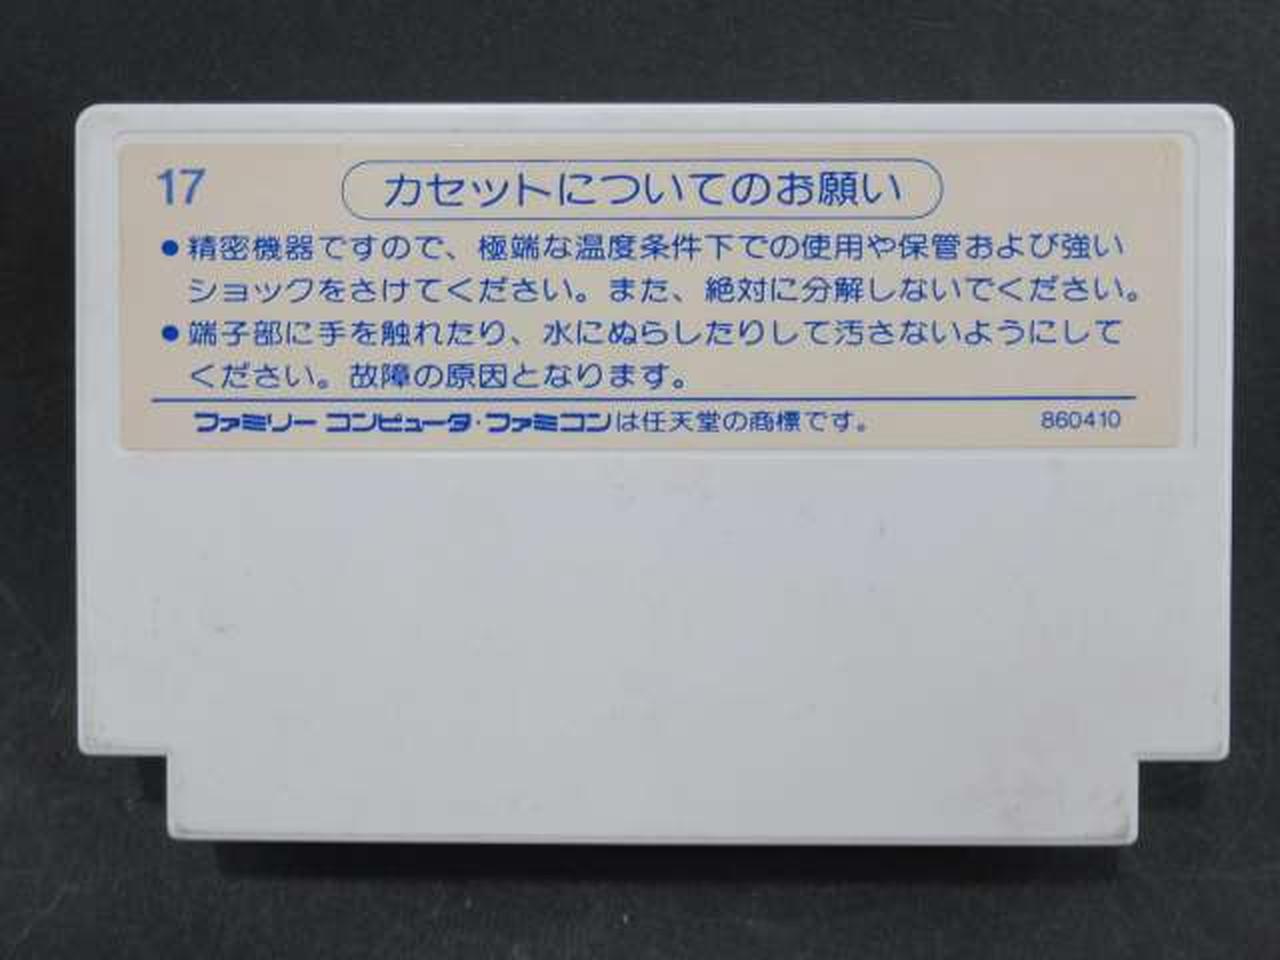 17
カセットについてのお願い
●精密機器ですので、極端な温度条件下での使用や保管および強い
ショックをさけてください。また、絶対に分解しないでください。
●端子部に手を触れたり、水にぬらしたりして汚さないようにして
ください。故障の原因となります。
ファミリー コンピュータ・ファミコンは任天堂の商標です。 860410